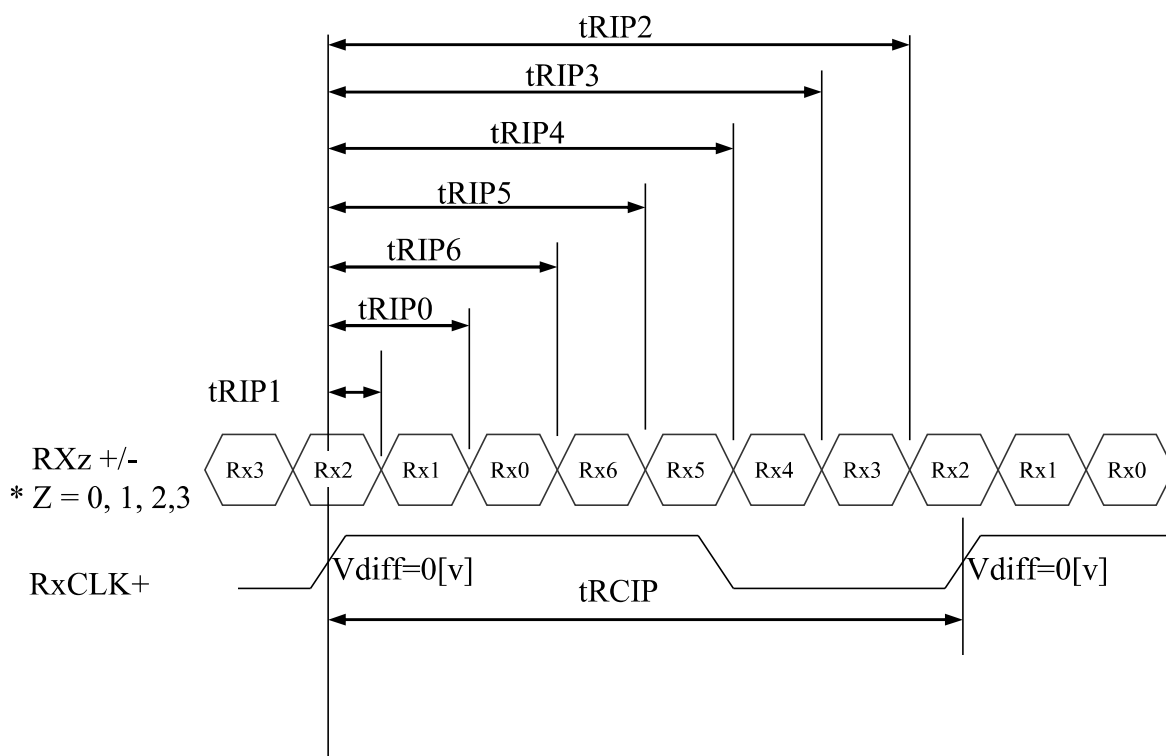 tRIP2
tRIP3
tRIP4
tRIP5
tRIP6
tRIP0
tRIP1
RXz +/-
* Z = 0, 1, 2,3
Rx3 Rx2 Rx1 Rx0 Rx6 Rx5 Rx4 Rx3 Rx2 Rx1 Rx0
RxCLK+
Vdiff=0[v] Vdiff=0[v]
tRCIP